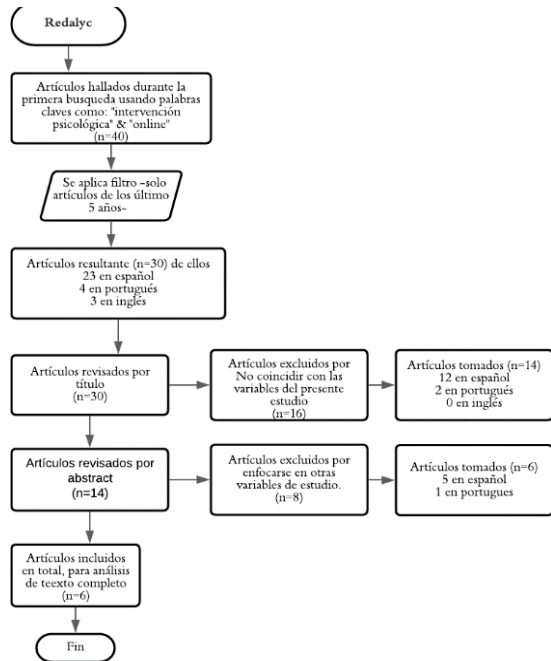 Redalyc
Artículos hallados durante la
primera busqueda usando palabras
claves como: "intervención
psicológica" & "online"
(n=40)
Se aplica filtro -solo
artículos de los último
5 años-
Artículos resultante (n=30) de ellos
23 en español
4 en portugués
3 en inglés
Artículos revisados por
título
(n=30)
Artículos excluidos por
No coincidir con las
variables del presente
estudio
(n=16)
Artículos tomados (n=14)
12 en español
2 en portugués
0 en inglés
Artículos revisados por
abstract
(n=14)
Artículos excluidos por
enfocarse en otras
variables de estudio.
(n=8)
Artículos tomados (n=6)
5 en español
1 en portugues
Artículos incluidos
en total, para análisis
de teexto completo
(n=6)
Fin